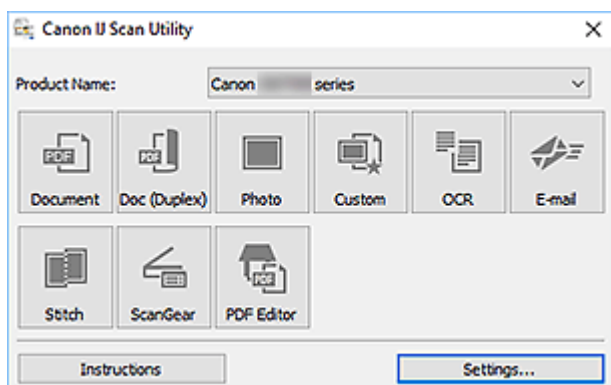 Canon IJ Scan Utility
Product Name: Canon series
PDF PDF
Document Doc (Duplex) Photo Custom OCR E-mail
PDF
Stitch ScanGear PDF Editor
Instructions Settings...